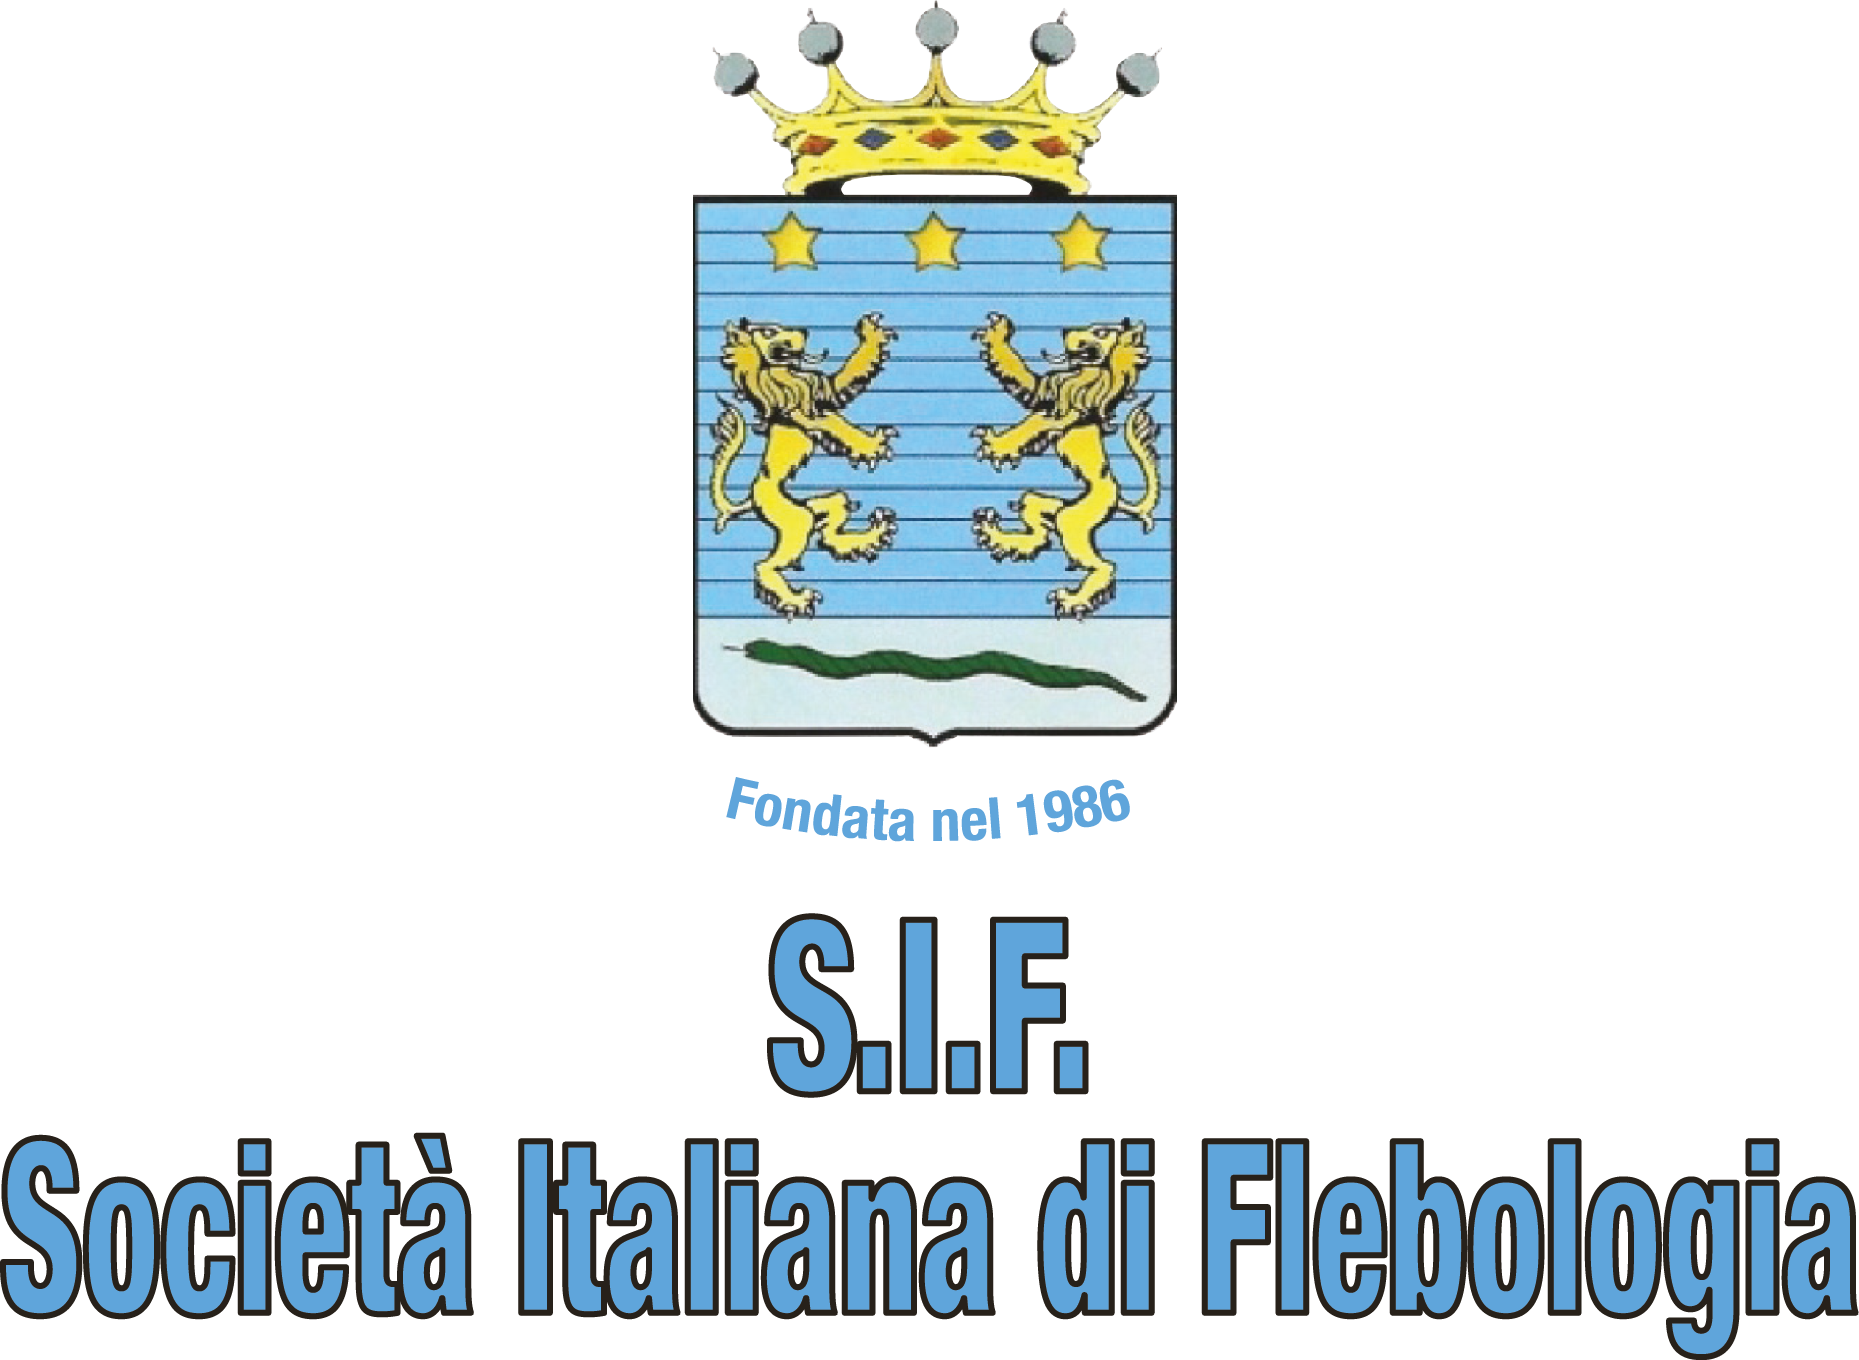 Fondata nel 1986
S.I.F.
Società Italiana di Flebologia